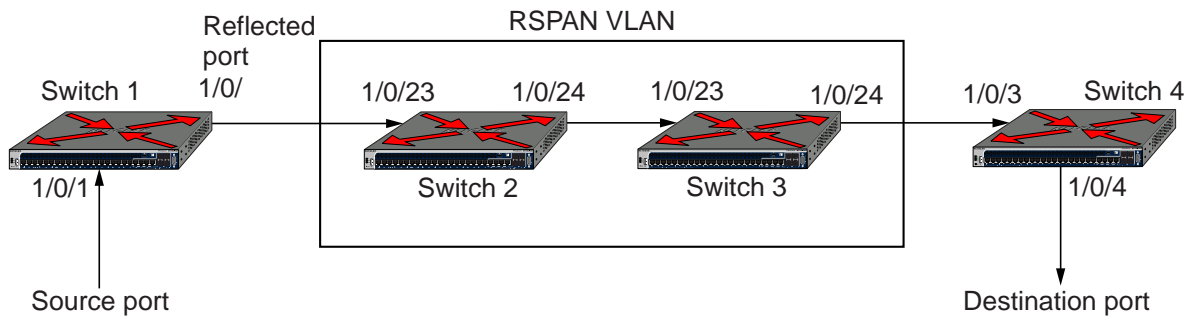 Reflected
port
1/0/
RSPAN VLAN
Switch 1
1/0/23
1/0/24
1/0/23
1/0/24
1/0/3
Switch 4
1/0/1
Switch 2
Switch 3
1/0/4
Source port
Destination port